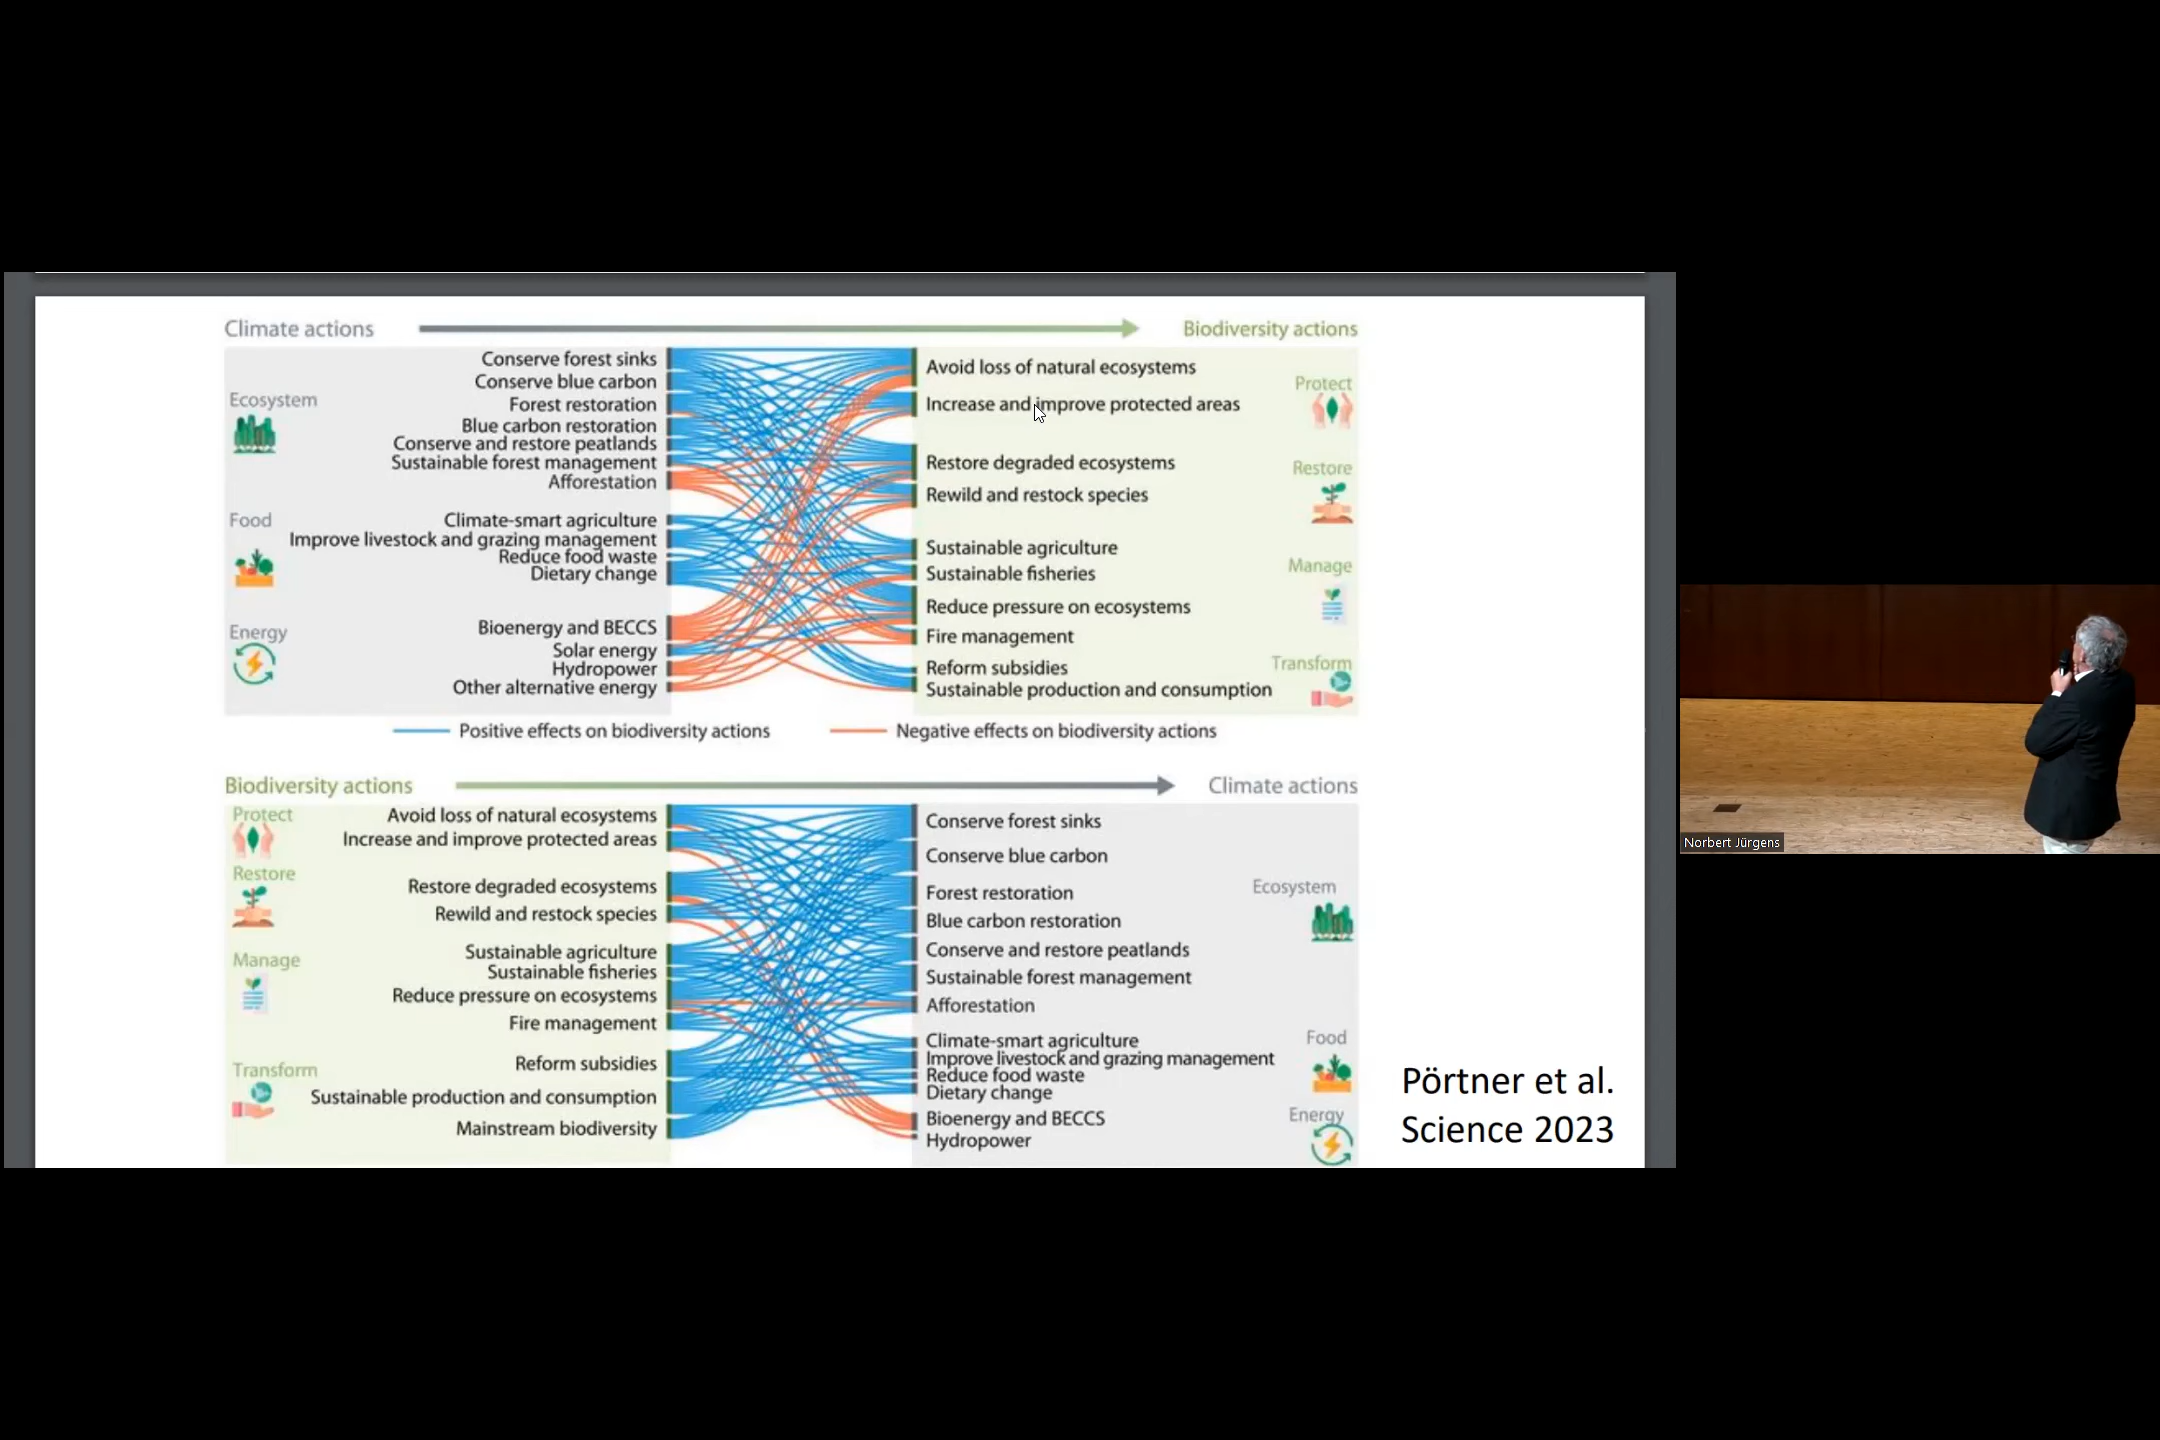 Climate actions
Biodiversity actions
Ecosystem
Conserve forest sinks
Conserve blue carbon
Forest restoration
Blue carbon restoration
Conserve and restore peatlands
Sustainable forest management
Afforestation
Food
Climate-smart agriculture
Improve livestock and grazing management
Reduce food waste
Dietary change
Energy
Bioenergy and BECCS
Solar energy
Hydropower
Other alternative energy
Avoid loss of natural ecosystems
Increase and improve protected areas
Protect
Restore degraded ecosystems
Rewild and restock species
Restore
Sustainable agriculture
Sustainable fisheries
Reduce pressure on ecosystems
Fire management
Manage
Reform subsidies
Sustainable production and consumption
Transform
Positive effects on biodiversity actions
Negative effects on biodiversity actions
Biodiversity actions
Climate actions
Protect
Avoid loss of natural ecosystems
Increase and improve protected areas
Restore
Restore degraded ecosystems
Rewild and restock species
Manage
Sustainable agriculture
Sustainable fisheries
Reduce pressure on ecosystems
Fire management
Transform
Reform subsidies
Sustainable production and consumption
Mainstream biodiversity
Conserve forest sinks
Conserve blue carbon
Forest restoration
Blue carbon restoration
Conserve and restore peatlands
Sustainable forest management
Afforestation
Ecosystem
Climate-smart agriculture
Improve livestock and grazing management
Reduce food waste
Dietary change
Food
Bioenergy and BECCS
Hydropower
Energy
Pörtner et al.
Science 2023
Norbert Jürgens